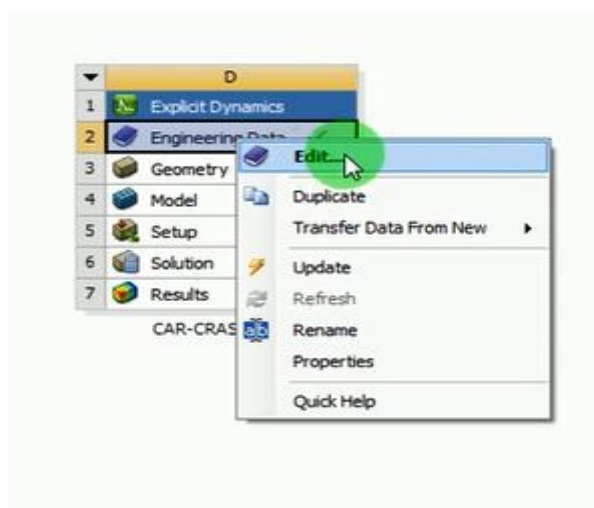 D
1 Explicit Dynamics
2 Engineering Data
3 Geometry
4 Model
5 Setup
6 Solution
7 Results
CAR-CRAS
Edit...
Duplicate
Transfer Data From New
Update
Refresh
ab Rename
Properties
Quick Help